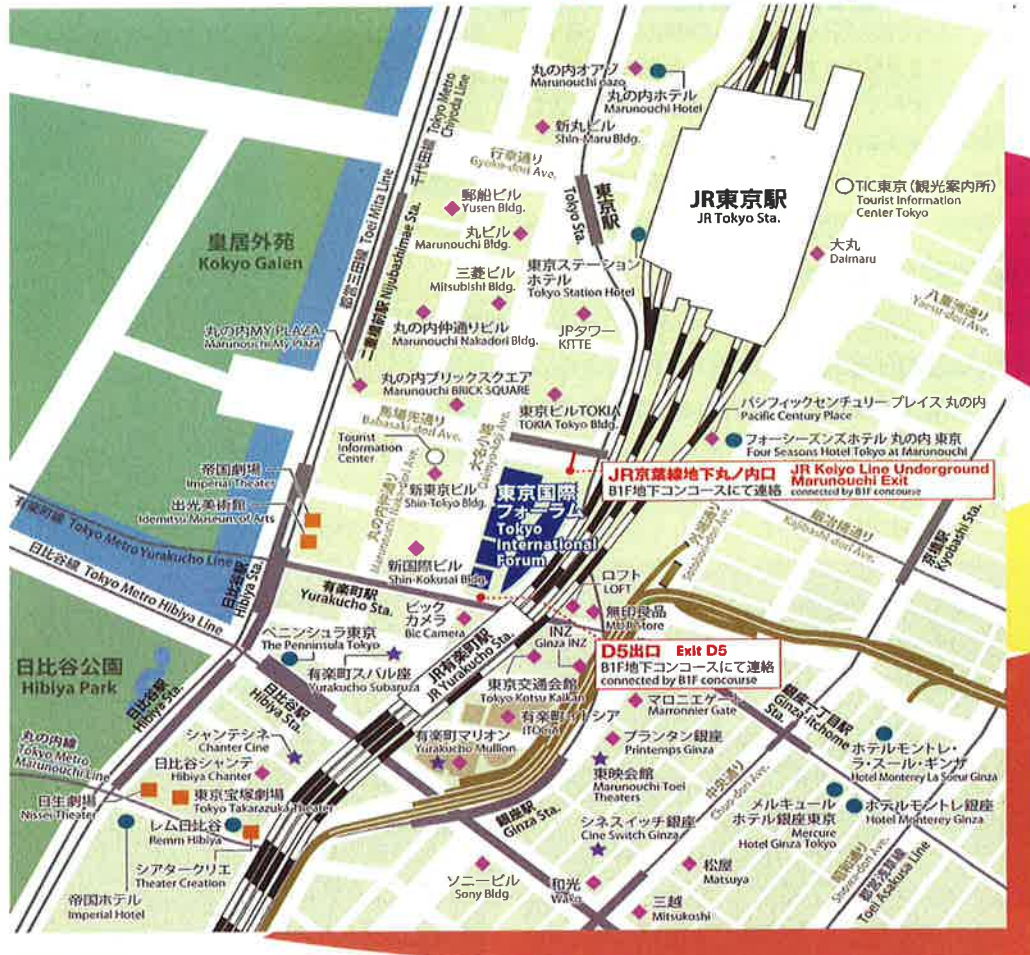 丸の内オアゾ
Marunouchi oazo
丸の内ホテル
Marunouchi Hotel
新丸ビル
Shin-Maru Bldg.
行幸通り
Gyoko-dori Ave.
千代田線 Tokyo Metro
Chiyoda Line
都営三田線 Toei Mita Line
二重橋前駅 Nijubashimae Sta.
郵船ビル
Yusen Bldg.
丸ビル
Marunouchi Bldg.
東京駅
Tokyo Sta.
JR東京駅
JR Tokyo Sta.
TIC東京(観光案内所)
Tourist Information
Center Tokyo
大丸
Daimaru
皇居外苑
Kokyo Gaien
三菱ビル
Mitsubishi Bldg.
東京ステーション
ホテル
Tokyo Station Hotel
八重洲通り
Yaesu-dori Ave.
丸の内MY PLAZA
Marunouchi My Plaza
丸の内仲通りビル
Marunouchi Nakadori Bldg.
JPタワー
KITTE
丸の内ブリックスクエア
Marunouchi BRICK SQUARE
東京ビルTOKIA
TOKIA Tokyo Bldg.
パシフィックセンチュリー プレイス 丸の内
Pacific Century Place
フォーシーズンズホテル 丸の内 東京
Four Seasons Hotel Tokyo at Marunouchi
馬場先通り
Babasaki-dori Ave.
大名小路
Daimyo-koji Ave.
Tourist
Information
Center
新東京ビル
Shin-Tokyo Bldg.
丸の内仲通り
Marunouchi Nakadori Ave.
JR京葉線地下丸ノ内口
B1F地下コンコースにて連絡
JR Keiyo Line Underground
Marunouchi Exit
connected by B1F concourse
東京国際
フォーラム
Tokyo
International
Forum
帝国劇場
Imperial Theater
出光美術館
Idemitsu Museum of Arts
有楽町線 Tokyo Metro Yurakucho Line
日比谷線 Tokyo Metro Hibiya Line
日比谷駅
Hibiya Sta.
鍛冶橋通り
Kajibashi-dori Ave.
外堀通り
Sotobori-dori Ave.
京橋駅
Kyobashi Sta.
新国際ビル
Shin-Kokusai Bldg.
有楽町駅
Yurakucho Sta.
ビック
カメラ
Bic Camera
ロフト
LOFT
無印良品
MUJI Store
INZ
Ginza INZ
D5出口 Exit D5
B1F地下コンコースにて連絡
connected by B1F concourse
ペニンシュラ東京
The Penninsula Tokyo
有楽町スバル座
Yurakucho Subaruza
JR有楽町駅
JR Yurakucho Sta.
東京交通会館
Tokyo Kotsu Kaikan
日比谷公園
Hibiya Park
日比谷駅
Hibiya Sta.
日比谷駅
Hibiya Sta.
丸の内線
Tokyo Metro
Marunouchi Line
有楽町イトシア
ITOCiA
マロニエゲート
Marronnier Gate
銀座一丁目駅
Ginza-itchome
Sta.
シャンテシネ
Chanter Cine
有楽町マリオン
Yurakucho Mullion
プランタン銀座
Printemps Ginza
ホテルモントレ・
ラ・スール・ギンザ
Hotel Monterey La Soeur Ginza
日比谷シャンテ
Hibiya Chanter
東映会館
Marunouchi Toei
Theaters
中央通り
Chuo-dori Ave.
日生劇場
Nissei Theater
東京宝塚劇場
Tokyo Takarazuka Theater
銀座駅
Ginza Sta.
メルキュール
ホテル銀座東京
Mercure
Hotel Ginza Tokyo
ホテルモントレ銀座
Hotel Monterey Ginza
レム日比谷
Remm Hibiya
シネスイッチ銀座
Cine Switch Ginza
シアタークリエ
Theater Creation
帝国ホテル
Imperial Hotel
ソニービル
Sony Bldg.
和光
Wako
松屋
Matsuya
三越
Mitsukoshi
昭和通り
Showa-dori Ave.
都営浅草線
Toei Asakusa Line